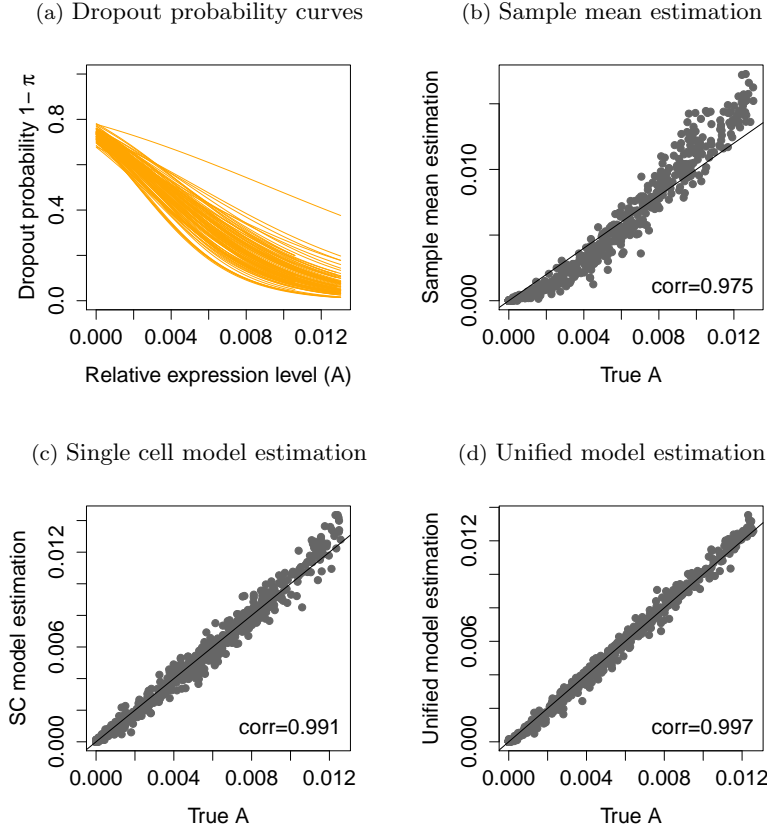 (a) Dropout probability curves
(b) Sample mean estimation
Dropout probability 1− π
0.0 0.4 0.8
0.000 0.004 0.008 0.012
Relative expression level (A)
Sample mean estimation
0.000 0.010
corr=0.975
0.000 0.004 0.008 0.012
True A
(c) Single cell model estimation
(d) Unified model estimation
SC model estimation
0.000 0.006 0.012
corr=0.991
0.000 0.004 0.008 0.012
True A
Unified model estimation
0.000 0.006 0.012
corr=0.997
0.000 0.004 0.008 0.012
True A